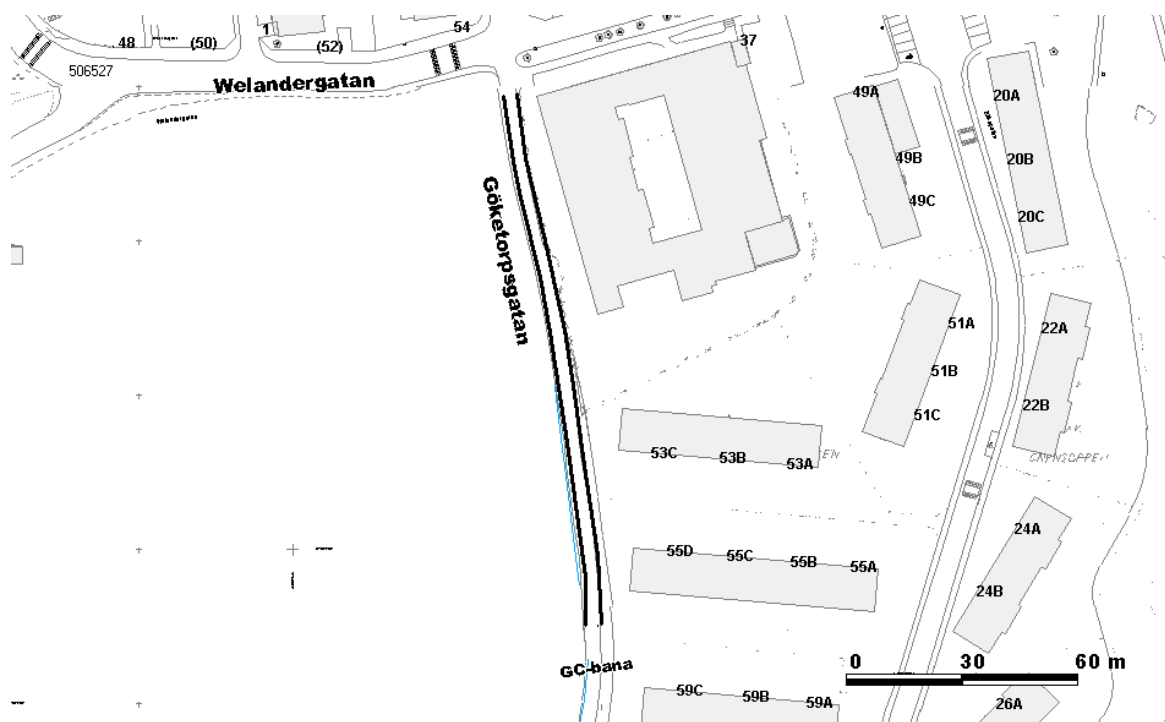 1
54
48
(50)
(52)
37
506527
Welandergatan
49A
20A
49B
20B
49C
20C
Göketorpsgatan
51A
22A
51B
22B
51C
53C
53B
53A
EN
24A
55D
55C
55B
55A
24B
GC-bana
0
30
60 m
59C
59B
59A
26A